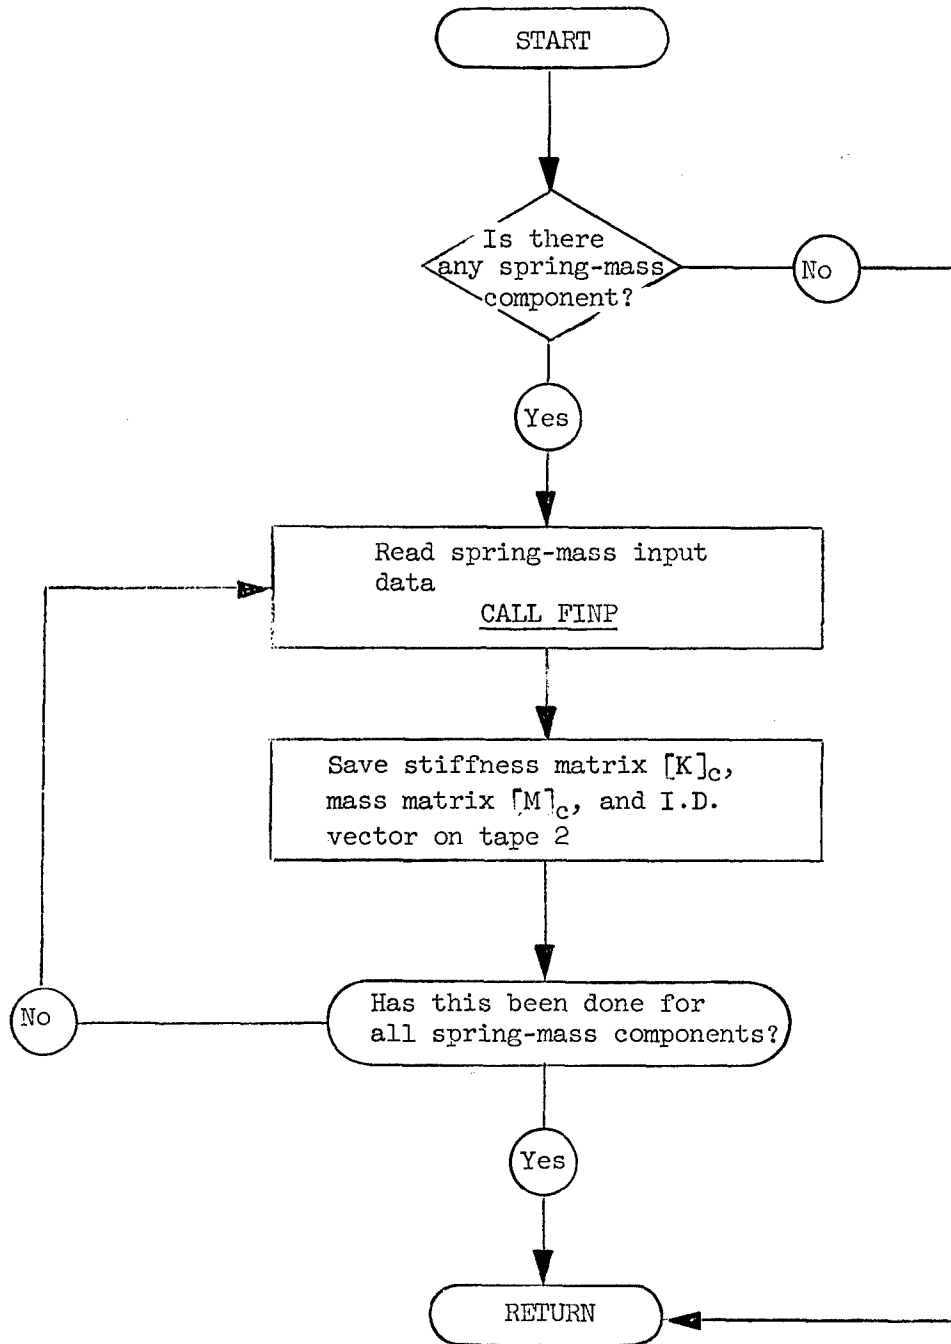 START
Is there
any spring-mass
component?
No
Yes
Read spring-mass input
data
CALL FINP
Save stiffness matrix [K]c,
mass matrix ⌈M⌋c, and I.D.
vector on tape 2
Has this been done for
all spring-mass components?
No
Yes
RETURN